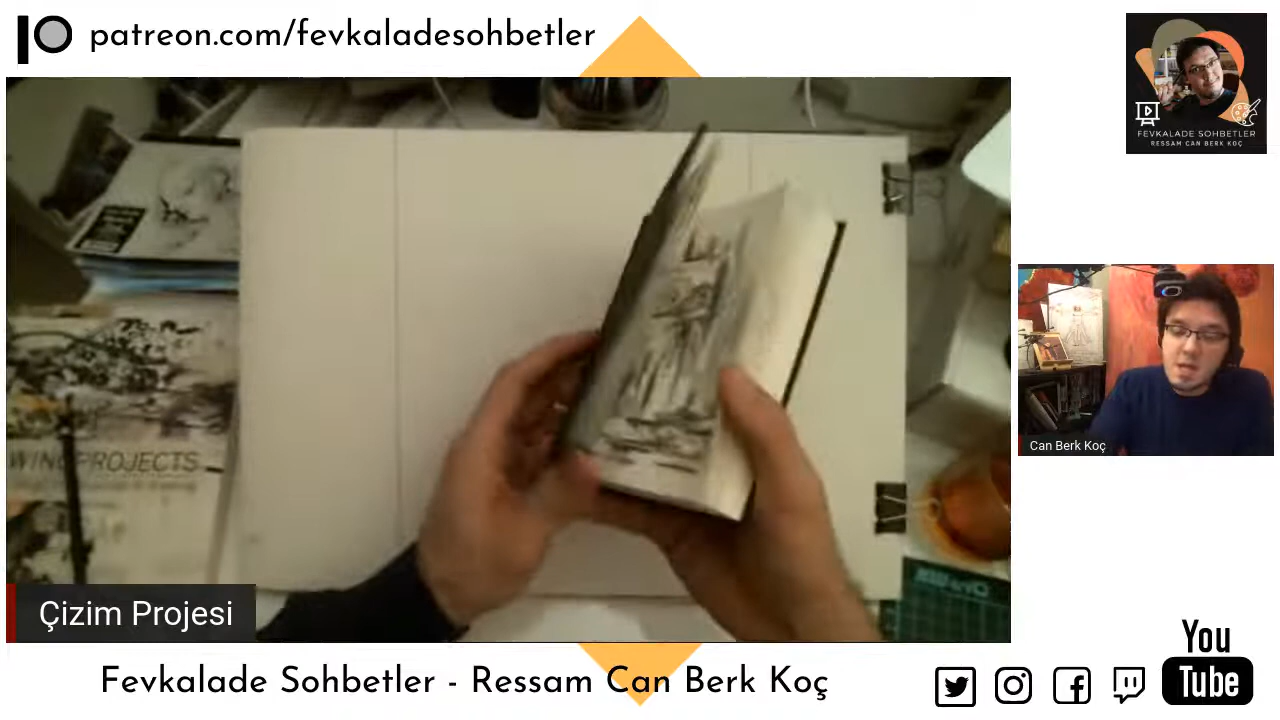 patreon.com/fevkaladesohbetler
FEVKALADE SOHBETLER
RESSAM CAN BERK KOÇ
WING PROJECTS
Can Berk Koç
Çizim Projesi
Fevkalade Sohbetler - Ressam Can Berk Koç
You
Tube